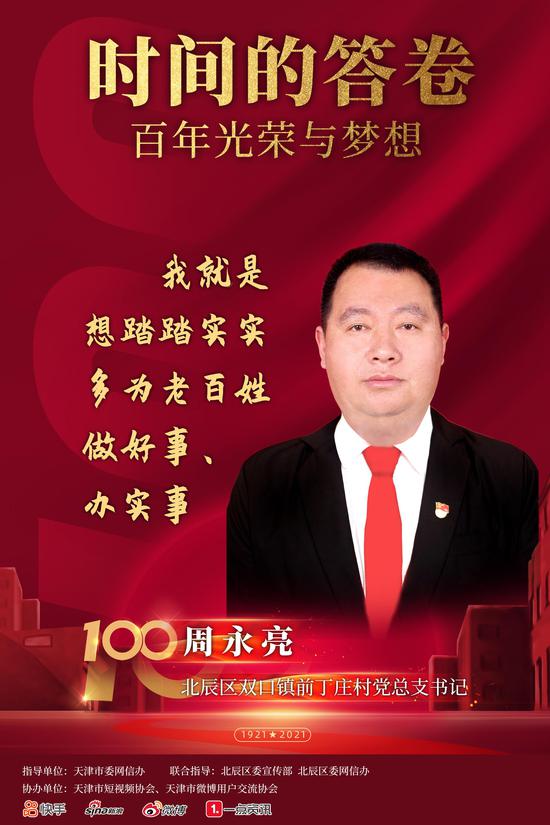 时间的答卷
百年光荣与梦想
我就是
想踏踏实实
多为老百姓
做好事、
办实事
100 周永亮
北辰区双口镇前丁庄村党总支书记
1921★2021
指导单位：天津市委网信办 联合指导：北辰区委宣传部 北辰区委网信办
协办单位：天津市短视频协会、天津市微博用户交流协会
快手 sina新浪 微博 1. 一点资讯